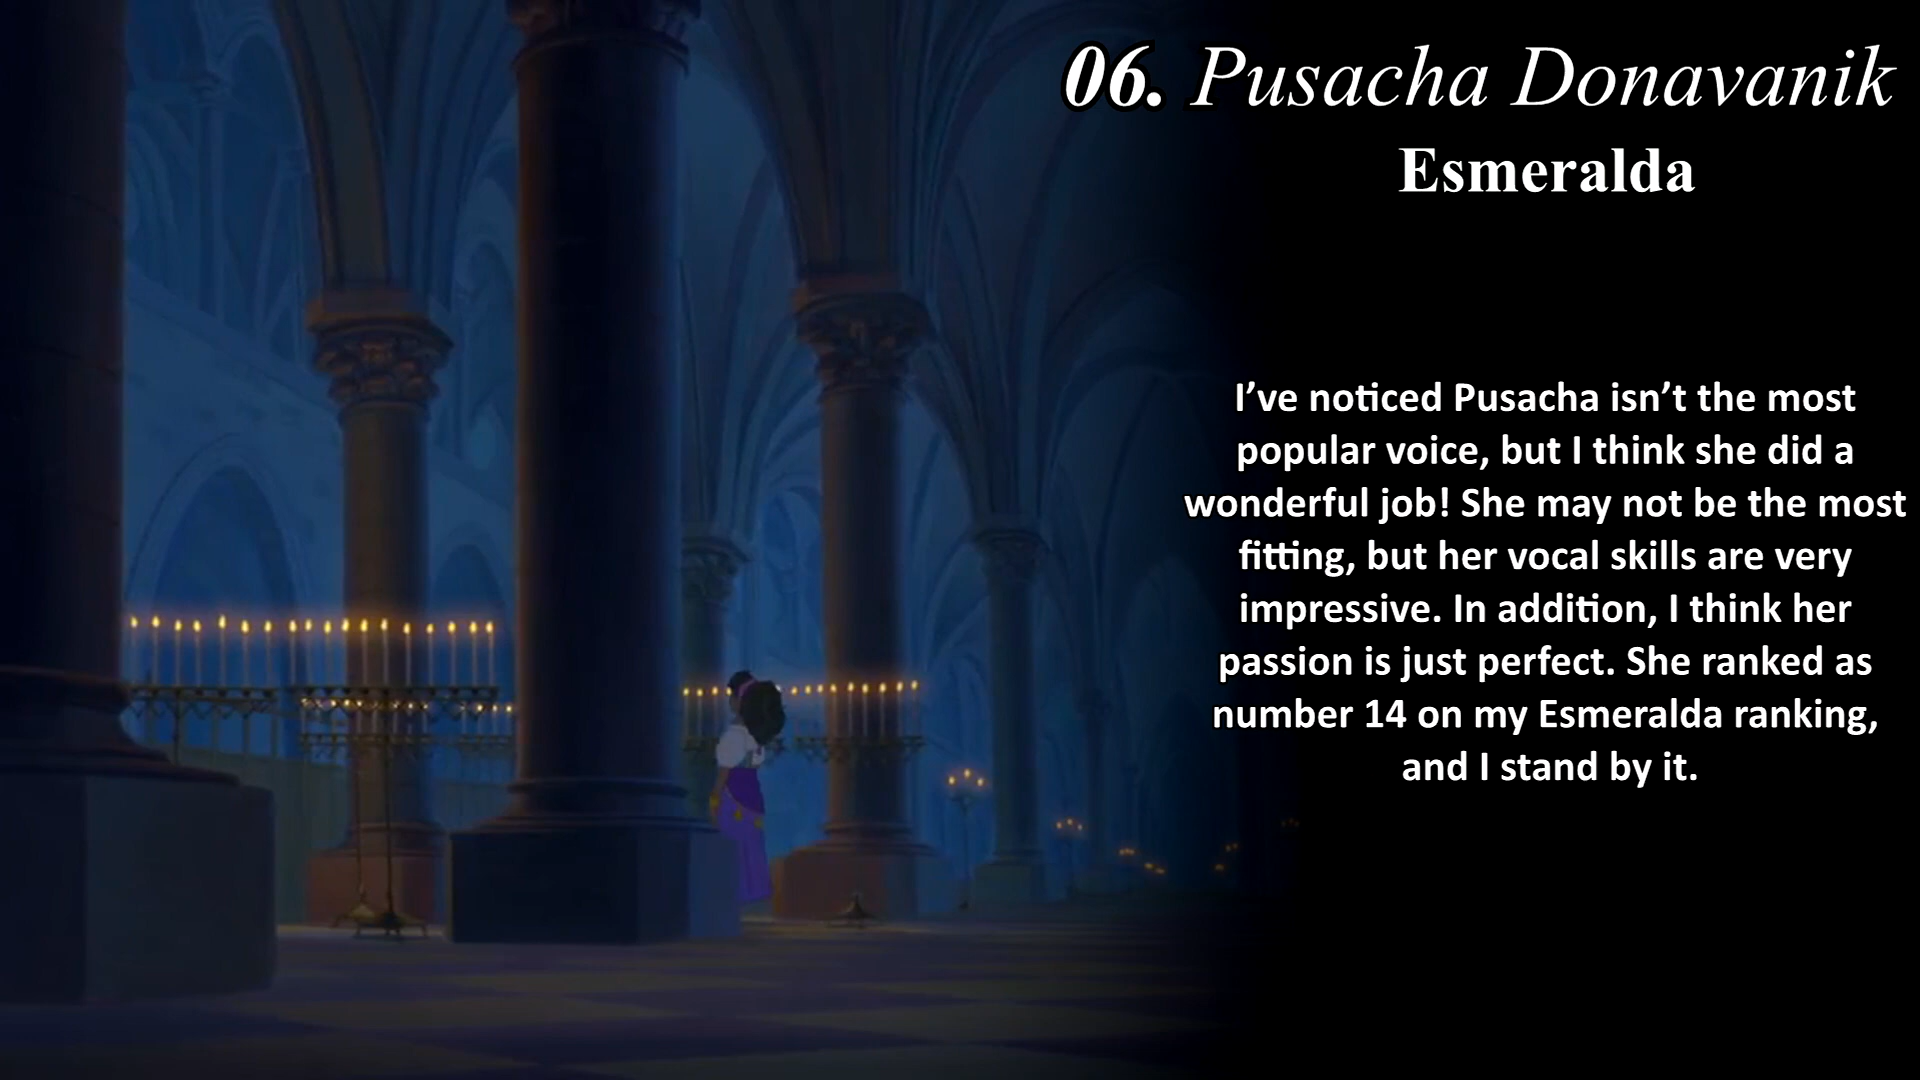 06. Pusacha Donavanik
Esmeralda
I’ve noticed Pusacha isn’t the most
popular voice, but I think she did a
wonderful job! She may not be the most
fitting, but her vocal skills are very
impressive. In addition, I think her
passion is just perfect. She ranked as
number 14 on my Esmeralda ranking,
and I stand by it.